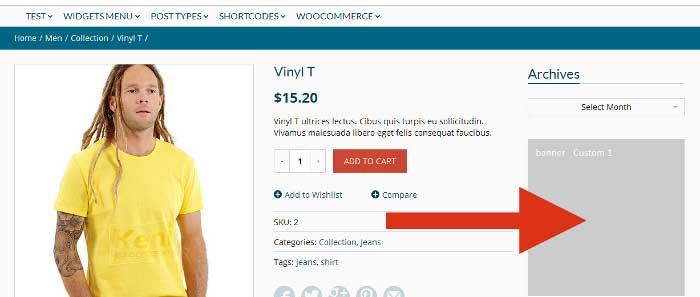 TEST WIDGETS MENU POST TYPES SHORTCODES WOOCOMMERCE
Home / Men / Collection / Vinyl T /
Vinyl T
$15.20
Vinyl T ultrices lectus. Cibus quis turpis eu sollicitudin.
Vivamus malesuada libero eget felis consequat faucibus.
- 1 + ADD TO CART
Add to Wishlist Compare
SKU: 2
Categories: Collection, jeans
Tags: jeans, shirt
Archives
Select Month
banner - Custom 1